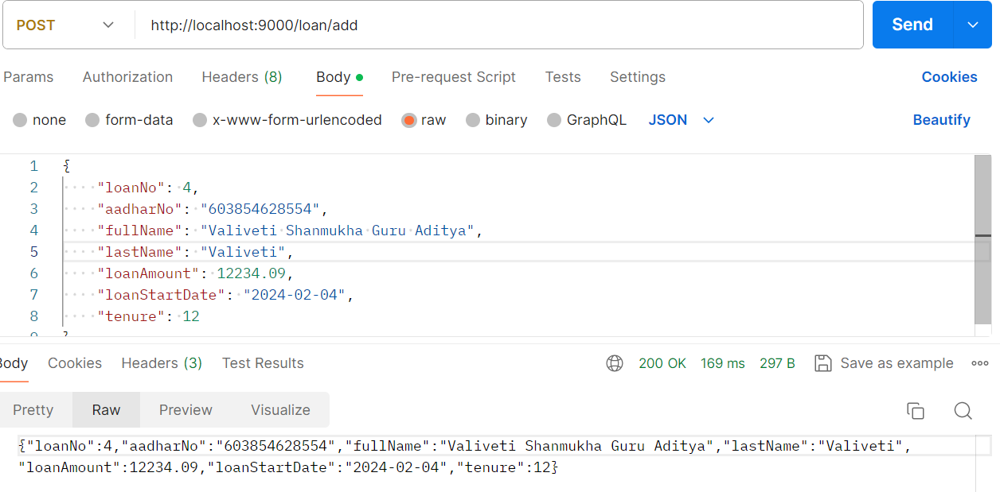 POST http://localhost:9000/loan/add Send
Params Authorization Headers (8) Body Pre-request Script Tests Settings Cookies
none form-data x-www-form-urlencoded raw binary GraphQL JSON Beautify
1 {
2 "loanNo": 4,
3 "aadharNo": "603854628554",
4 "fullName": "Valiveti Shanmukha Guru Aditya",
5 "lastName": "Valiveti",
6 "loanAmount": 12234.09,
7 "loanStartDate": "2024-02-04",
8 "tenure": 12
9 }
Body Cookies Headers (3) Test Results 200 OK 169 ms 297 B Save as example
Pretty Raw Preview Visualize
{"loanNo":4,"aadharNo":"603854628554","fullName":"Valiveti Shanmukha Guru Aditya","lastName":"Valiveti",
"loanAmount":12234.09,"loanStartDate":"2024-02-04","tenure":12}